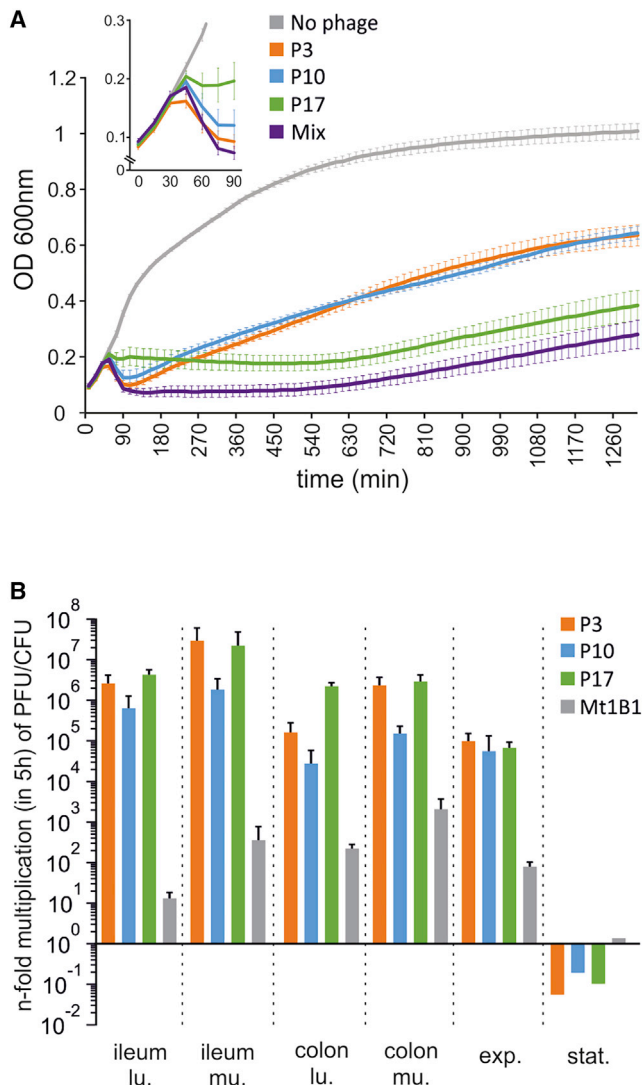 A
No phage
P3
P10
P17
Mix
0.3
0.2
0.1
0
0 30 60 90
1.2
1
0.8
0.6
0.4
0.2
0
OD 600nm
0 90 180 270 360 450 540 630 720 810 900 990 1080 1170 1260
time (min)
B
P3
P10
P17
Mt1B1
10^8
10^7
10^6
10^5
10^4
10^3
10^2
10^1
10^0
10^-1
10^-2
n-fold multiplication (in 5h) of PFU/CFU
ileum ileum colon colon exp. stat.
lu. mu. lu. mu.